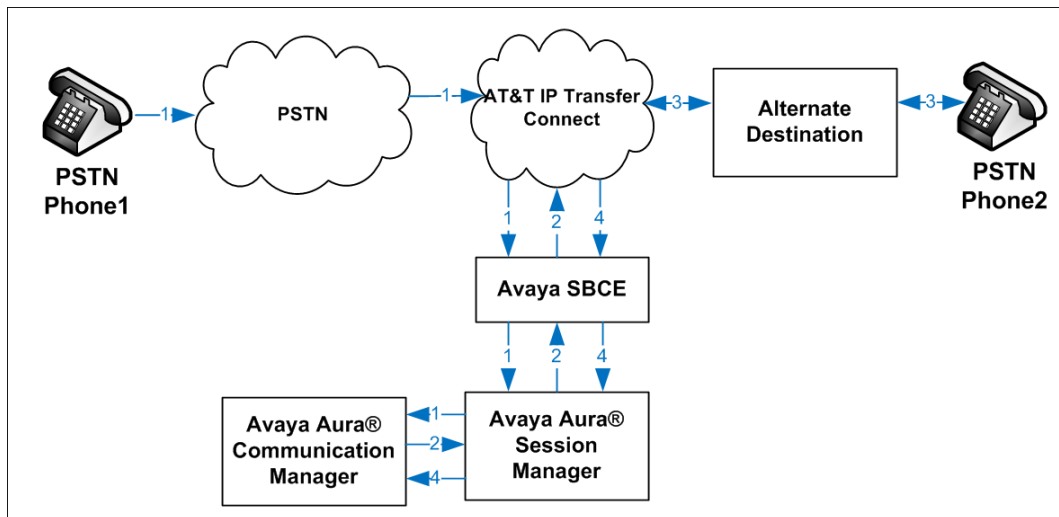 PSTN
Phone1
1
PSTN
1
AT&T IP Transfer
Connect
3
Alternate
Destination
3
PSTN
Phone2
1
2
4
Avaya SBCE
1
2
4
Avaya Aura®
Communication
Manager
1
2
4
Avaya Aura®
Session
Manager